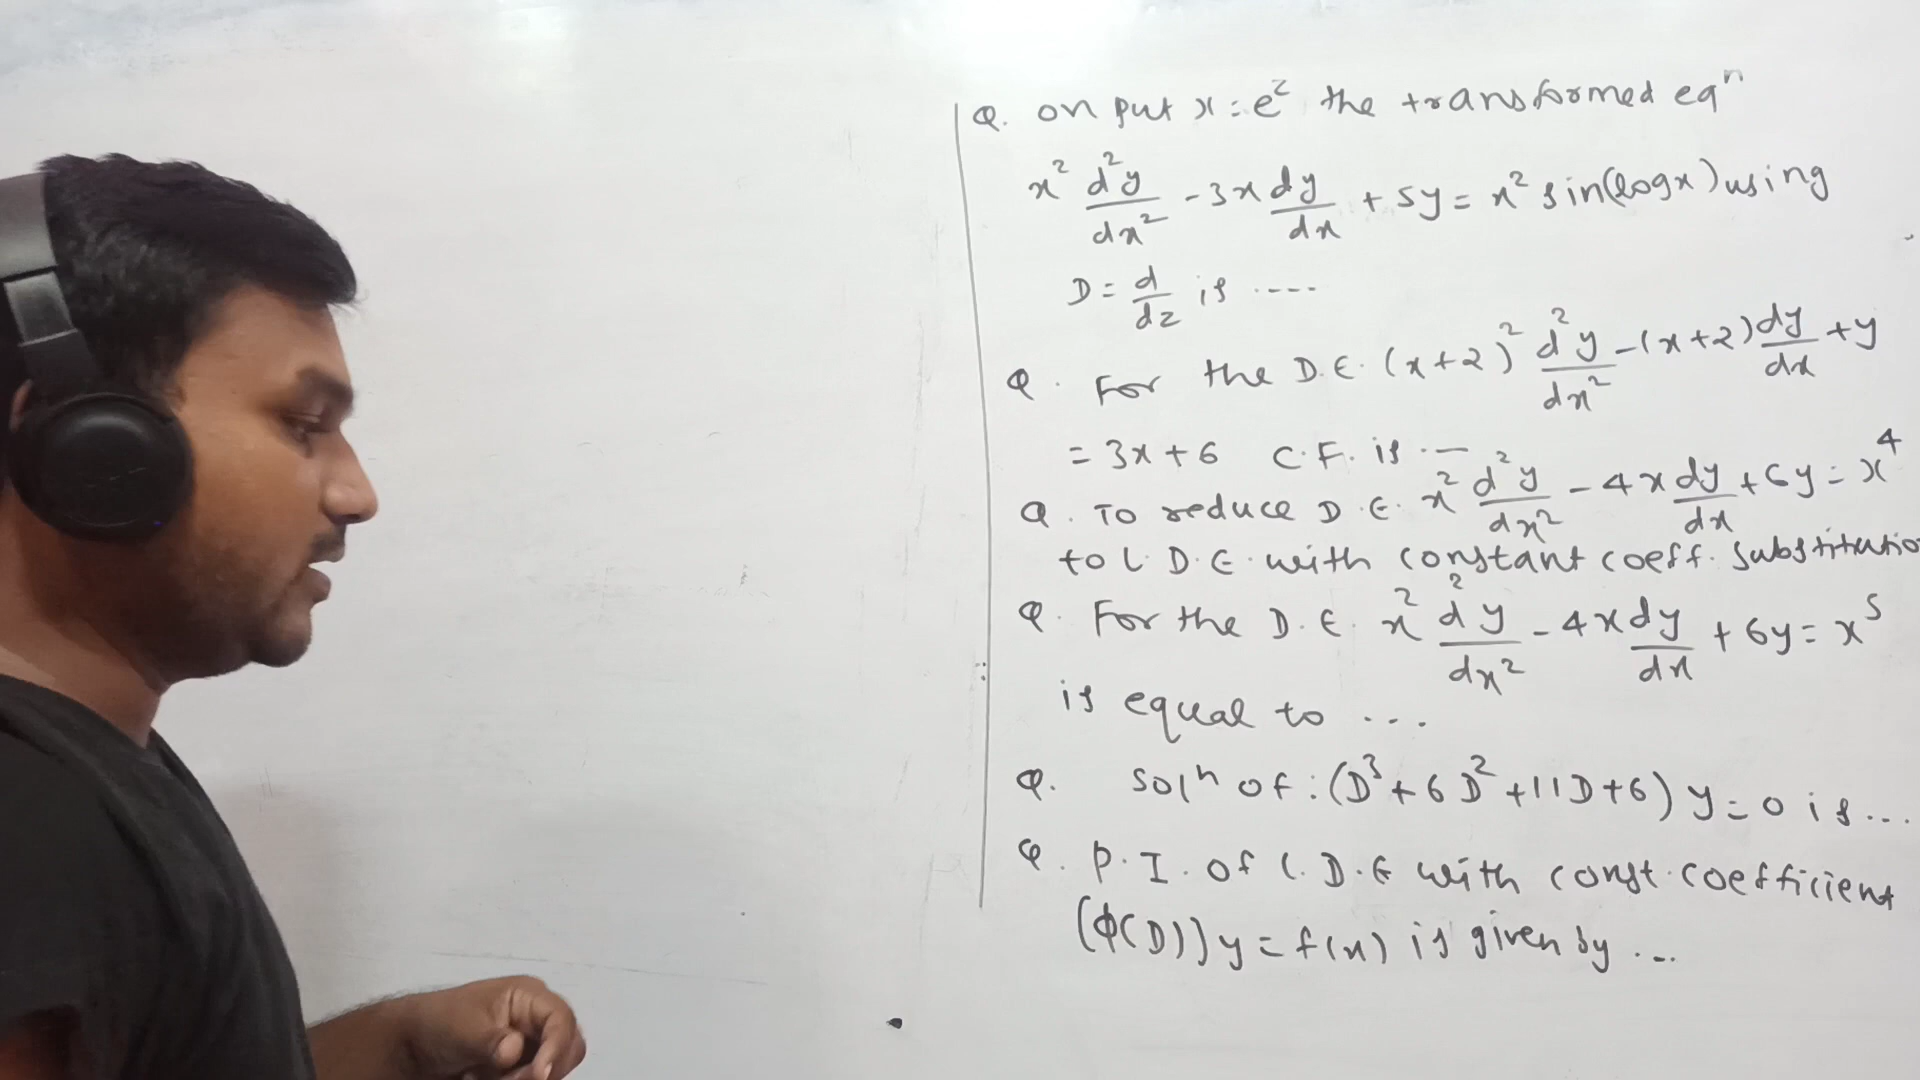 Q. on put x = e^z the transformed eq^n
x² d²y/dx² - 3x dy/dx + 5y = x² sin(logx) using
D = d/dz is ....
Q. For the D.E. (x+2)² d²y/dx² - (x+2) dy/dx + y
= 3x+6 C.F. is ---
Q. To reduce D.E. x² d²y/dx² - 4x dy/dx + 6y = x⁴
to L.D.E. with constant coeff. substitutio
Q. For the D.E. x² d²y/dx² - 4x dy/dx + 6y = x⁵
is equal to ...
Q. solⁿ of : (D³ + 6D² + 11D + 6) y = 0 is ...
Q. P.I. of L.D.E with const. coefficient
(ϕ(D)) y = f(x) is given by ...